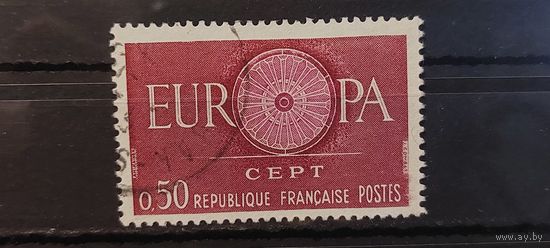 EUROPA
CEPT
0,50 REPUBLIQUE FRANÇAISE POSTES
www.ay.by